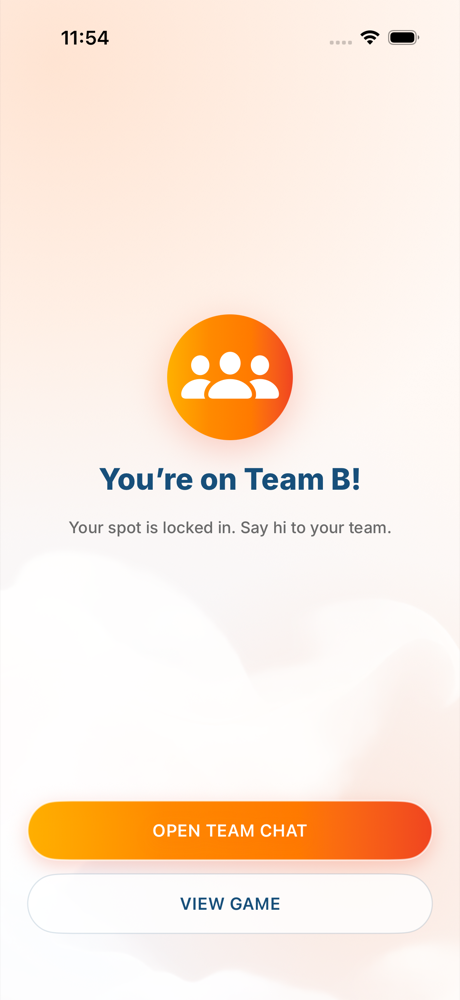 11:54
You’re on Team B!
Your spot is locked in. Say hi to your team.
OPEN TEAM CHAT
VIEW GAME